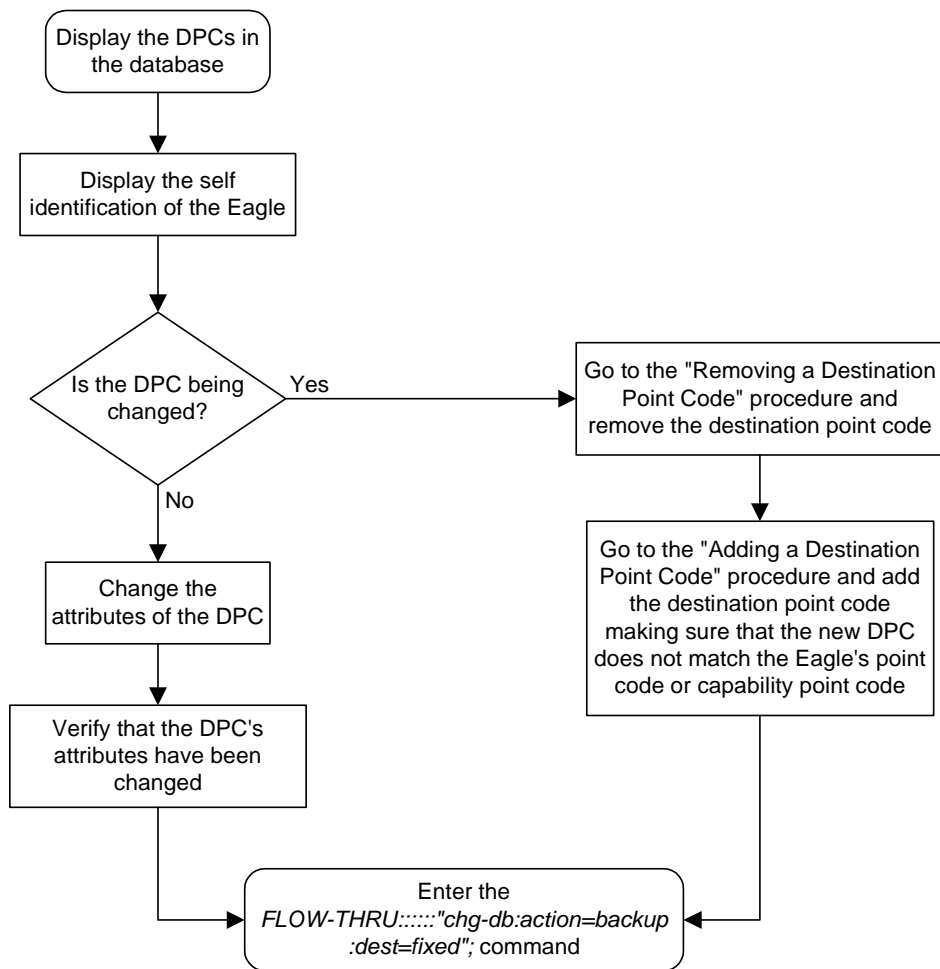 Display the DPCs in
the database
Display the self
identification of the Eagle
Is the DPC being
changed?
Yes
No
Go to the "Removing a Destination
Point Code" procedure and
remove the destination point code
Change the
attributes of the DPC
Go to the "Adding a Destination
Point Code" procedure and add
the destination point code
making sure that the new DPC
does not match the Eagle's point
code or capability point code
Verify that the DPC's
attributes have been
changed
Enter the
FLOW-THRU::::::"chg-db:action=backup
:dest=fixed"; command